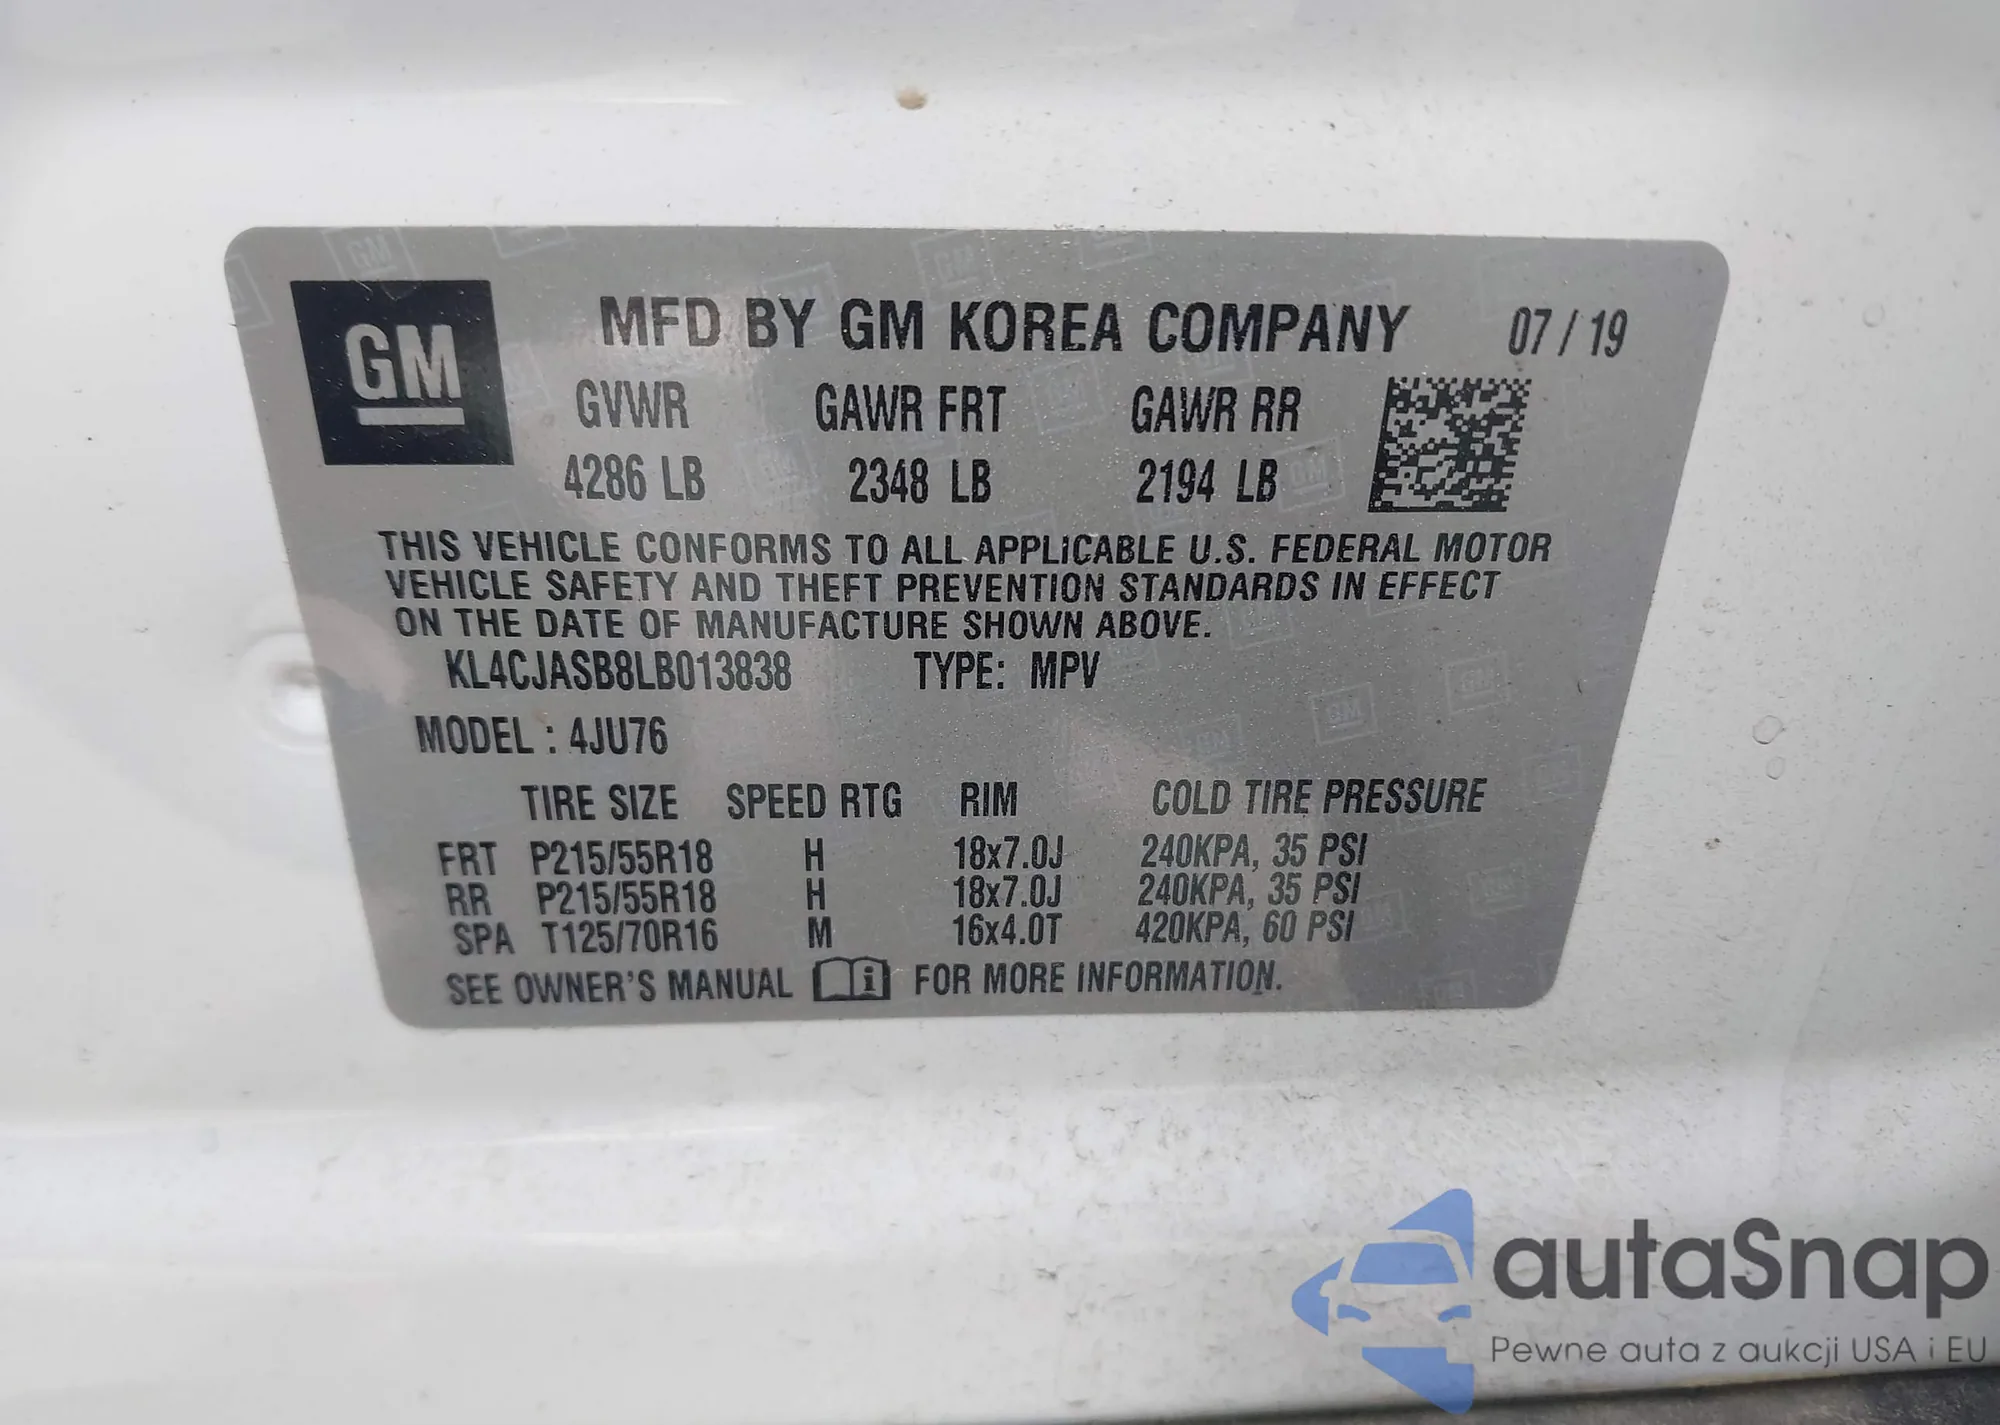 GM
MFD BY GM KOREA COMPANY 07 / 19
GVWR GAWR FRT GAWR RR
4286 LB 2348 LB 2194 LB
THIS VEHICLE CONFORMS TO ALL APPLICABLE U.S. FEDERAL MOTOR
VEHICLE SAFETY AND THEFT PREVENTION STANDARDS IN EFFECT
ON THE DATE OF MANUFACTURE SHOWN ABOVE.
KL4CJASB8LB013838 TYPE: MPV
MODEL : 4JU76
TIRE SIZE SPEED RTG RIM COLD TIRE PRESSURE
FRT P215/55R18 H 18x7.0J 240KPA, 35 PSI
RR P215/55R18 H 18x7.0J 240KPA, 35 PSI
SPA T125/70R16 M 16x4.0T 420KPA, 60 PSI
SEE OWNER'S MANUAL FOR MORE INFORMATION.
autaSnap
Pewne auta z aukcji USA i EU